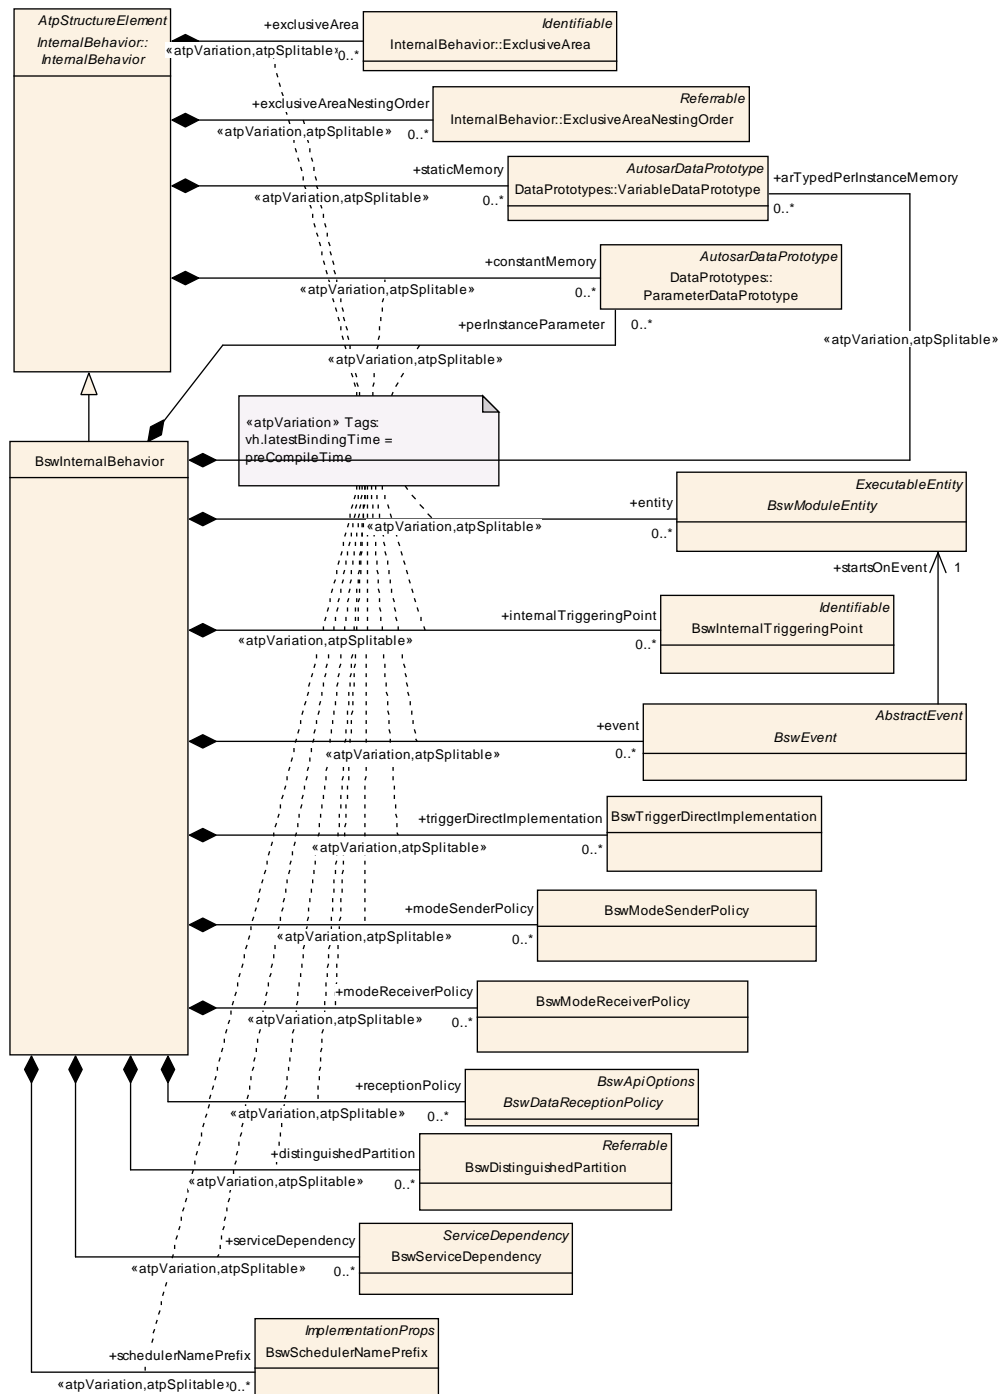 AtpStructureElement
InternalBehavior::
InternalBehavior
+exclusiveArea
«atpVariation,atpSplitable»
0..*
Identifiable
InternalBehavior::ExclusiveArea
+exclusiveAreaNestingOrder
«atpVariation,atpSplitable»
0..*
Referrable
InternalBehavior::ExclusiveAreaNestingOrder
+staticMemory
«atpVariation,atpSplitable»
0..*
AutosarDataPrototype
DataPrototypes::VariableDataPrototype
+arTypedPerInstanceMemory
0..*
+constantMemory
«atpVariation,atpSplitable»
0..*
AutosarDataPrototype
DataPrototypes::
ParameterDataPrototype
+perInstanceParameter
0..*
«atpVariation,atpSplitable»
«atpVariation,atpSplitable»
«atpVariation» Tags:
vh.latestBindingTime =
preCompileTime
BswInternalBehavior
+entity
«atpVariation,atpSplitable»
0..*
ExecutableEntity
BswModuleEntity
+startsOnEvent
1
+internalTriggeringPoint
«atpVariation,atpSplitable»
0..*
Identifiable
BswInternalTriggeringPoint
+event
«atpVariation,atpSplitable»
0..*
AbstractEvent
BswEvent
+triggerDirectImplementation
«atpVariation,atpSplitable»
0..*
BswTriggerDirectImplementation
+modeSenderPolicy
«atpVariation,atpSplitable»
0..*
BswModeSenderPolicy
+modeReceiverPolicy
«atpVariation,atpSplitable»
0..*
BswModeReceiverPolicy
+receptionPolicy
«atpVariation,atpSplitable»
0..*
BswApiOptions
BswDataReceptionPolicy
+distinguishedPartition
«atpVariation,atpSplitable»
0..*
Referrable
BswDistinguishedPartition
+serviceDependency
«atpVariation,atpSplitable»
0..*
ServiceDependency
BswServiceDependency
+schedulerNamePrefix
«atpVariation,atpSplitable»
0..*
ImplementationProps
BswSchedulerNamePrefix